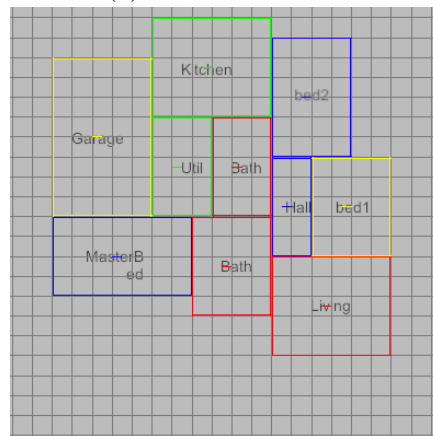 Kitchen
bed2
Garage
Util
Bath
Hall
bed1
MasterB
ed
Bath
Living